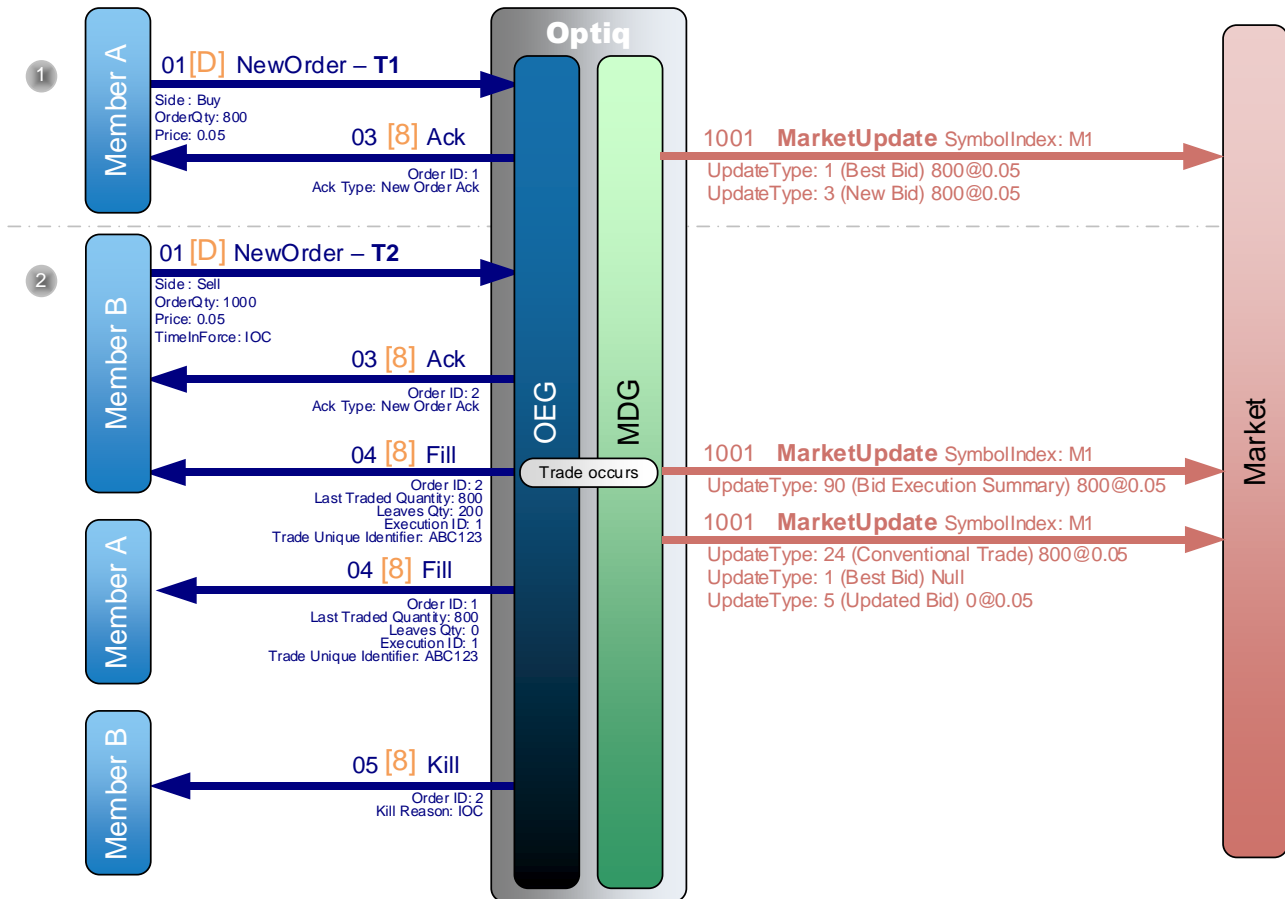 Optiq
1
Member A
01 [D] NewOrder – T1
Side : Buy
OrderQty: 800
Price: 0.05
03 [8] Ack
Order ID: 1
Ack Type: New Order Ack
1001 MarketUpdate SymbolIndex: M1
UpdateType: 1 (Best Bid) 800@0.05
UpdateType: 3 (New Bid) 800@0.05
2
Member B
01 [D] NewOrder – T2
Side : Sell
OrderQty: 1000
Price: 0.05
TimeInForce: IOC
03 [8] Ack
Order ID: 2
Ack Type: New Order Ack
OEG
MDG
Market
04 [8] Fill
Order ID: 2
Last Traded Quantity: 800
Leaves Qty: 200
Execution ID: 1
Trade Unique Identifier: ABC123
Trade occurs
1001 MarketUpdate SymbolIndex: M1
UpdateType: 90 (Bid Execution Summary) 800@0.05
1001 MarketUpdate SymbolIndex: M1
UpdateType: 24 (Conventional Trade) 800@0.05
UpdateType: 1 (Best Bid) Null
UpdateType: 5 (Updated Bid) 0@0.05
Member A
04 [8] Fill
Order ID: 1
Last Traded Quantity: 800
Leaves Qty: 0
Execution ID: 1
Trade Unique Identifier: ABC123
Member B
05 [8] Kill
Order ID: 2
Kill Reason: IOC